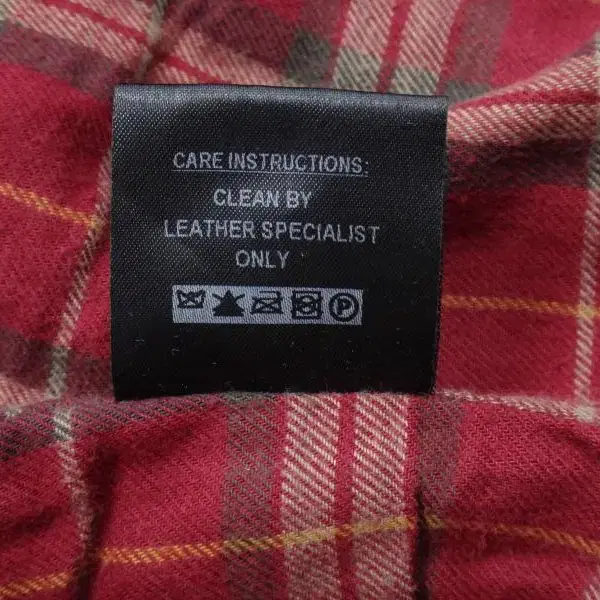 CARE INSTRUCTIONS:
CLEAN BY
LEATHER SPECIALIST
ONLY
P